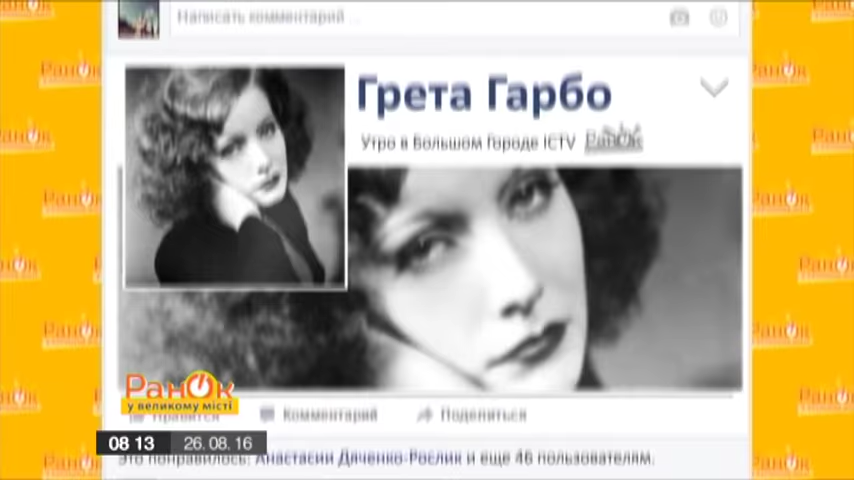 Написать комментарий ...
Грета Гарбо
Утро в Большом Городе ICTV Ранок
Ранок
у великому місті
Нравится Комментарий Поделиться
08 13 26. 08. 16
Это понравилось: Анастасии Дяченко-Рослик и еще 46 пользователям.